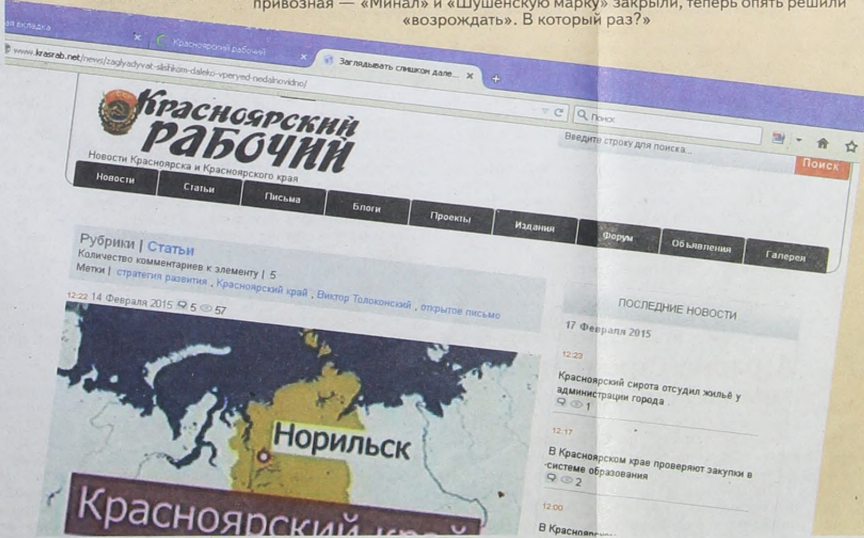 привозная — «Минал» и «Шушенскую марку» закрыли, теперь опять решили
«возрождать». В который раз?»
вкладка
Красноярский рабочий
Заглядывать слишком дале...
www.krasrab.net/news/zaglyadyvat-slishkom-daleko-vpered-nedalnovidno/
Поиск
Красноярский
РАБОЧИЙ
Новости Красноярска и Красноярского края
Введите строку для поиска...
Поиск
Новости
Статьи
Письма
Блоги
Проекты
Издания
Форум
Объявления
Галерея
Рубрики | Статьи
Количество комментариев к элементу | 5
Метки | стратегия развития , Красноярский край , Виктор Толоконский , открытое письмо
12:22 14 Февраля 2015 5 57
Норильск
Красноярский край
ПОСЛЕДНИЕ НОВОСТИ
17 Февраля 2015
12:23
Красноярский сирота отсудил жильё у
администрации города
1
12:17
В Красноярском крае проверяют закупки в
системе образования
2
12:00
В